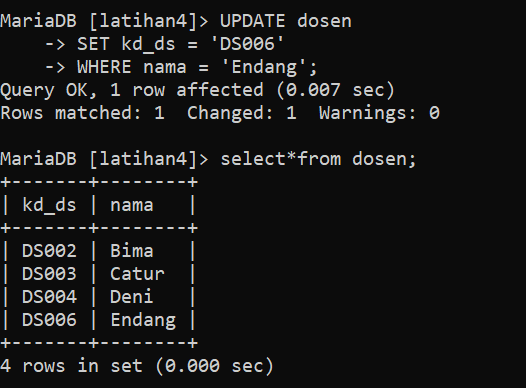 MariaDB [latihan4]> UPDATE dosen
    -> SET kd_ds = 'DS006'
    -> WHERE nama = 'Endang';
Query OK, 1 row affected (0.007 sec)
Rows matched: 1  Changed: 1  Warnings: 0

MariaDB [latihan4]> select*from dosen;
+-------+--------+
| kd_ds | nama   |
+-------+--------+
| DS002 | Bima   |
| DS003 | Catur  |
| DS004 | Deni   |
| DS006 | Endang |
+-------+--------+
4 rows in set (0.000 sec)